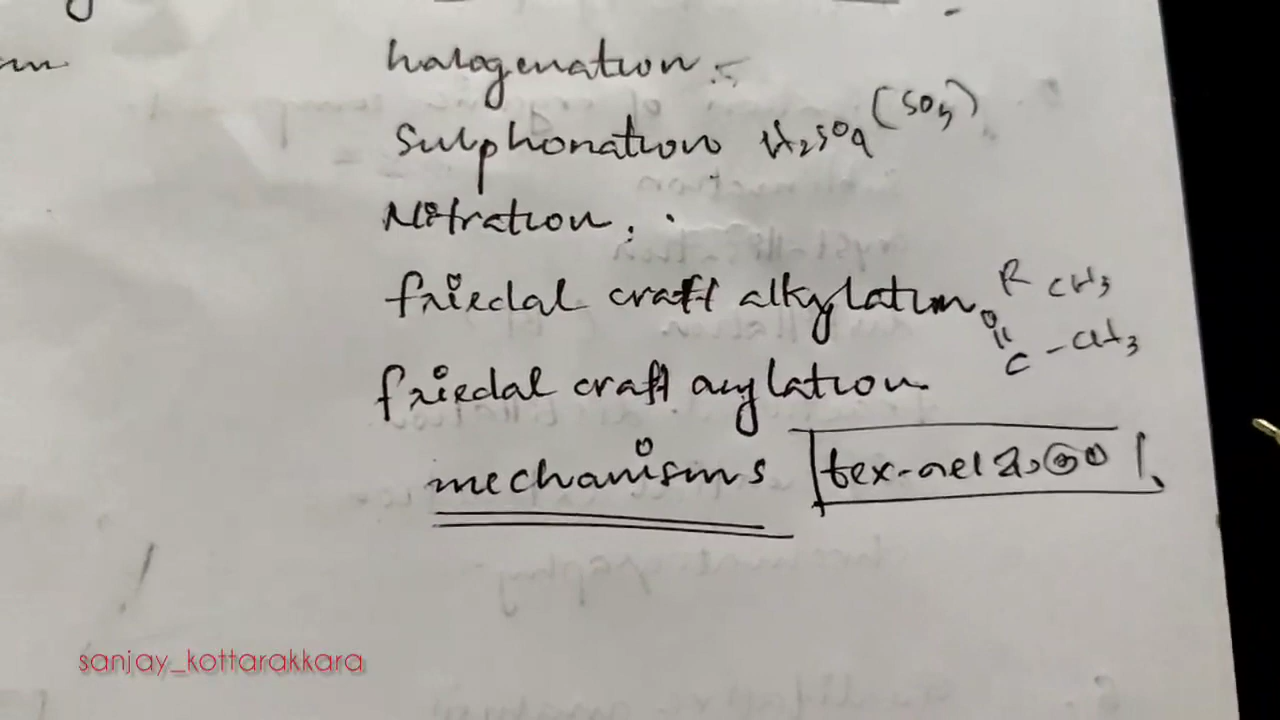 halogenation
Sulphonation H₂SO₄ (SO₃)
Nitration
friedal craft alkylation R CH₃
O
||
C - CH₃
friedal craft acylation
mechanisms
sanjay_kottarakkara